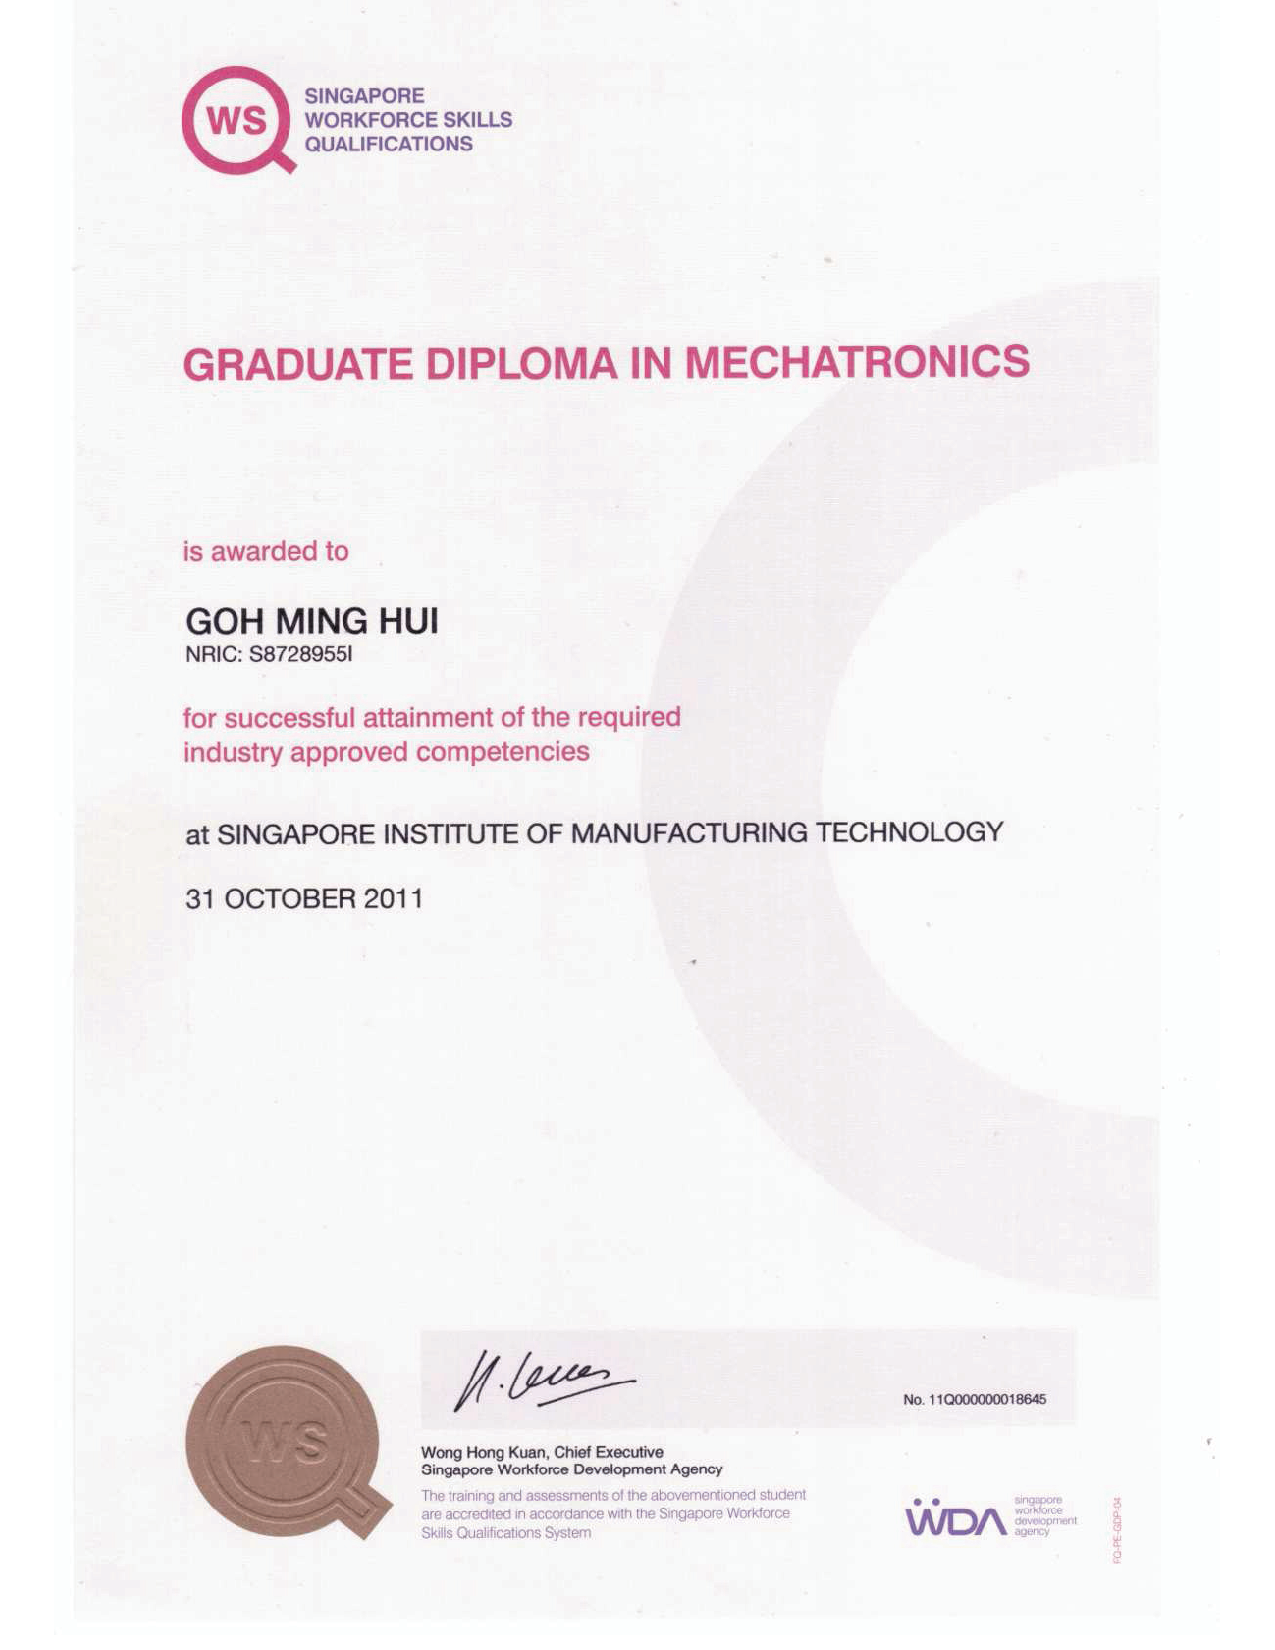 WS
SINGAPORE
WORKFORCE SKILLS
QUALIFICATIONS
GRADUATE DIPLOMA IN MECHATRONICS
is awarded to
GOH MING HUI
NRIC: S8728955I
for successful attainment of the required
industry approved competencies
at SINGAPORE INSTITUTE OF MANUFACTURING TECHNOLOGY
31 OCTOBER 2011
WS
No. 11Q000000018645
Wong Hong Kuan, Chief Executive
Singapore Workforce Development Agency
The training and assessments of the abovementioned student
are accredited in accordance with the Singapore Workforce
Skills Qualifications System
WDA
singapore
workforce
development
agency
FQ-PE-GDP-04